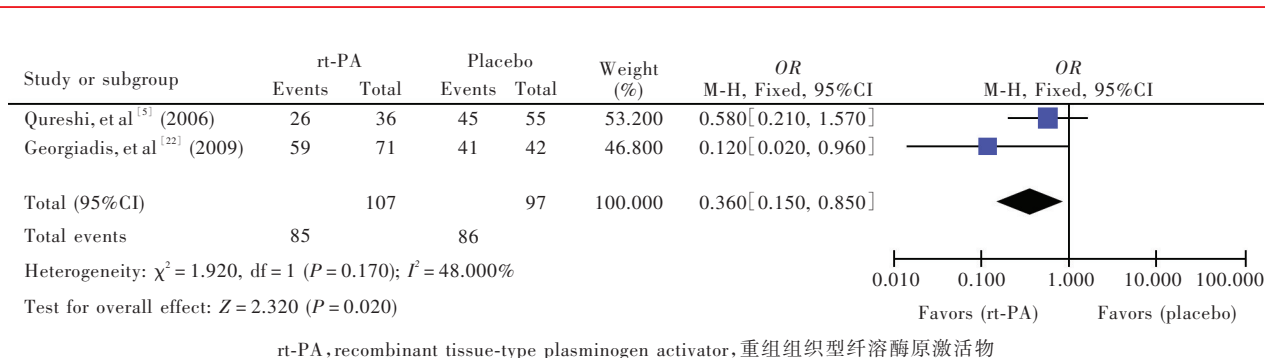 Study or subgroup rt-PA Placebo Weight (%) OR M-H, Fixed, 95%CI OR M-H, Fixed, 95%CI
Events Total Events Total
Qureshi, et al [5] (2006) 26 36 45 55 53.200 0.580[0.210, 1.570]
Georgiadis, et al [22] (2009) 59 71 41 42 46.800 0.120[0.020, 0.960]
Total (95%CI) 107 97 100.000 0.360[0.150, 0.850]
Total events 85 86
Heterogeneity: χ² = 1.920, df = 1 (P = 0.170); I² = 48.000%
0.010 0.100 1.000 10.000 100.000
Test for overall effect: Z = 2.320 (P = 0.020)
Favors (rt-PA) Favors (placebo)
rt-PA,recombinant tissue-type plasminogen activator,重组组织型纤溶酶原激活物